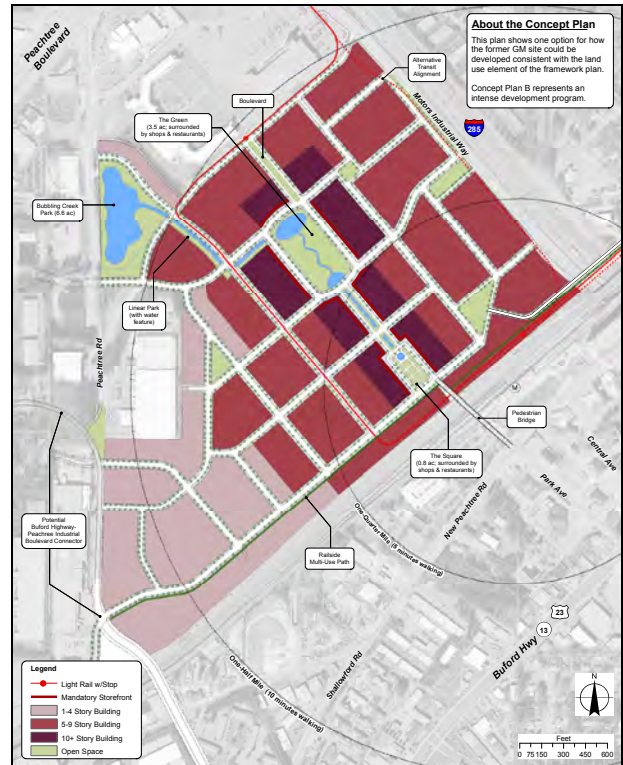 Peachtree
Boulevard
About the Concept Plan
This plan shows one option for how
the former GM site could be
developed consistent with the land
use element of the framework plan.
Concept Plan B represents an
intense development program.
Alternative
Transit
Alignment
Motors Industrial Way
285
Boulevard
The Green
(3.5 ac; surrounded
by shops & restaurants)
Bubbling Creek
Park (6.6 ac)
Linear Park
(with water
feature)
Peachtree Rd
M
Pedestrian
Bridge
Central Ave
Park Ave
The Square
(0.8 ac; surrounded by
shops & restaurants)
New Peachtree Rd
One-Quarter Mile (5 minutes walking)
Railside
Multi-Use Path
Potential
Buford Highway-
Peachree Industrial
Boulevard Connector
23
13
Buford Hwy
Shallowford Rd
One-Half Mile (10 minutes walking)
Legend
Light Rail w/Stop
Mandatory Storefront
1-4 Story Building
5-9 Story Building
10+ Story Building
Open Space
N
Feet
0 75 150 300 450 600